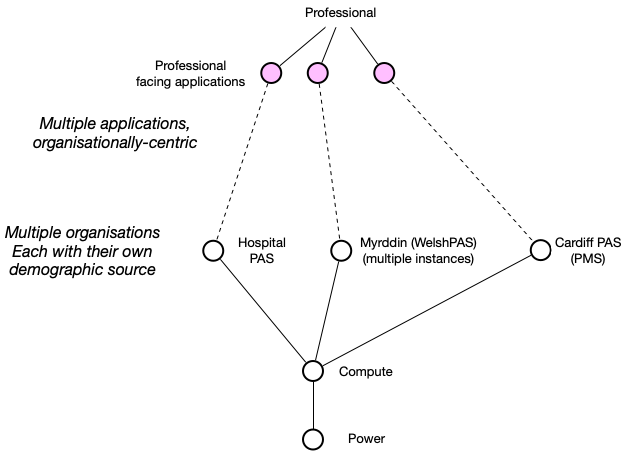 Professional
Professional
facing applications
Multiple applications,
organisationally-centric
Multiple organisations
Each with their own
demographic source
Hospital
PAS
Myrddin (WelshPAS)
(multiple instances)
Cardiff PAS
(PMS)
Compute
Power